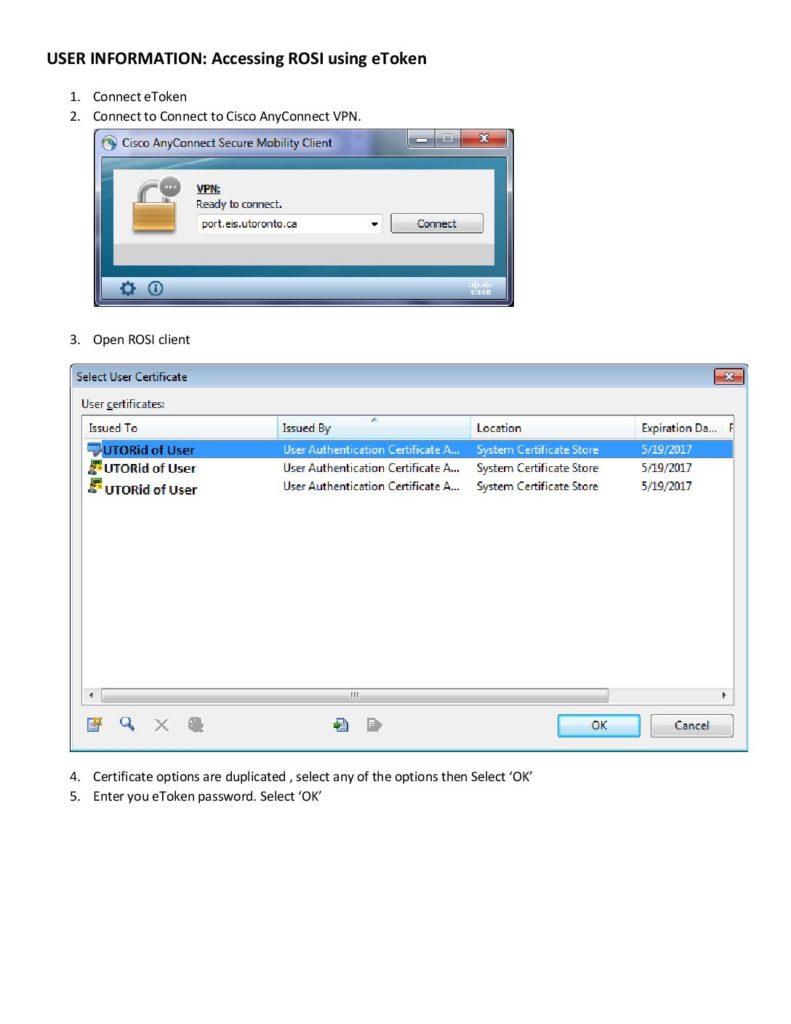 USER INFORMATION: Accessing ROSI using eToken
1. Connect eToken
2. Connect to Connect to Cisco AnyConnect VPN.
Cisco AnyConnect Secure Mobility Client
VPN:
Ready to connect.
port.eis.utoronto.ca Connect
cisco
3. Open ROSI client
Select User Certificate
User certificates:
Issued To Issued By Location Expiration Da... F
UTORid of User User Authentication Certificate A... System Certificate Store 5/19/2017
UTORid of User User Authentication Certificate A... System Certificate Store 5/19/2017
UTORid of User User Authentication Certificate A... System Certificate Store 5/19/2017
OK Cancel
4. Certificate options are duplicated , select any of the options then Select ‘OK’
5. Enter you eToken password. Select ‘OK’